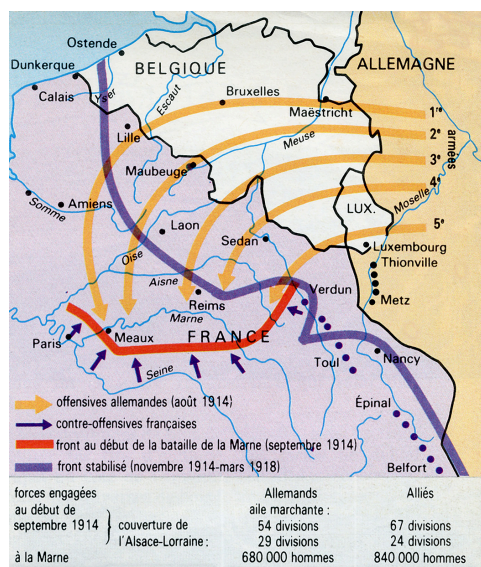 Ostende
Dunkerque
BELGIQUE
ALLEMAGNE
Calais
Yser
Escaut
Bruxelles
Maëstricht
1re
Lille
2e
armées
Meuse
Maubeuge
3e
4e
Somme
Amiens
LUX.
Moselle
Laon
Sedan
5e
Oise
Luxembourg
Thionville
Aisne
Reims
Verdun
Metz
Marne
Paris
Meaux
FRANCE
Toul
Nancy
Seine
offensives allemandes (août 1914)
Épinal
contre-offensives françaises
front au début de la bataille de la Marne (septembre 1914)
front stabilisé (novembre 1914-mars 1918)
Belfort
forces engagées Allemands Alliés
au début de aile marchante :
septembre 1914 } couverture de 54 divisions 67 divisions
l'Alsace-Lorraine : 29 divisions 24 divisions
à la Marne 680 000 hommes 840 000 hommes